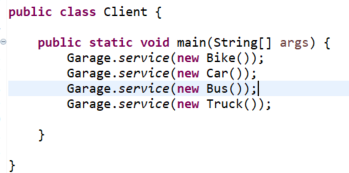 public class Client {
public static void main(String[] args) {
Garage.service(new Bike());
Garage.service(new Car());
Garage.service(new Bus());
Garage.service(new Truck());
}
}